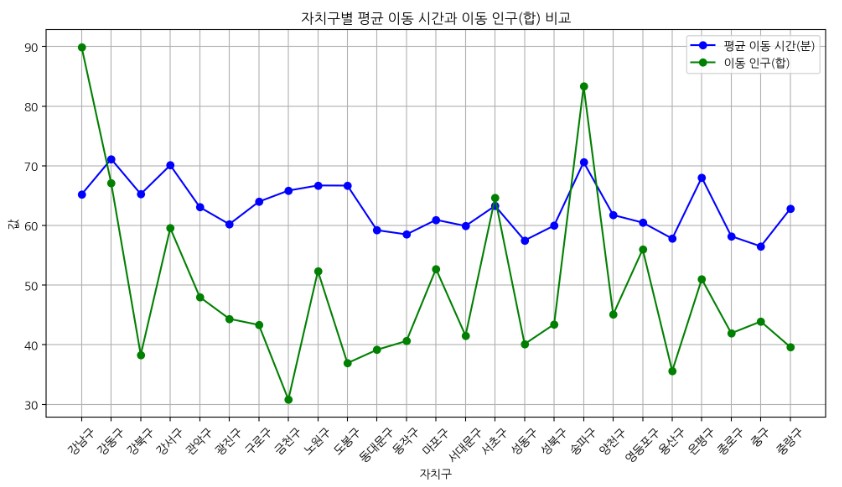 자치구별 평균 이동 시간과 이동 인구(합) 비교
평균 이동 시간(분)
이동 인구(합)
90
80
70
60
50
40
30
값
강남구
강동구
강북구
강서구
관악구
광진구
구로구
금천구
노원구
도봉구
동대문구
동작구
마포구
서대문구
서초구
성동구
성북구
송파구
양천구
영등포구
용산구
은평구
종로구
중구
중랑구
자치구